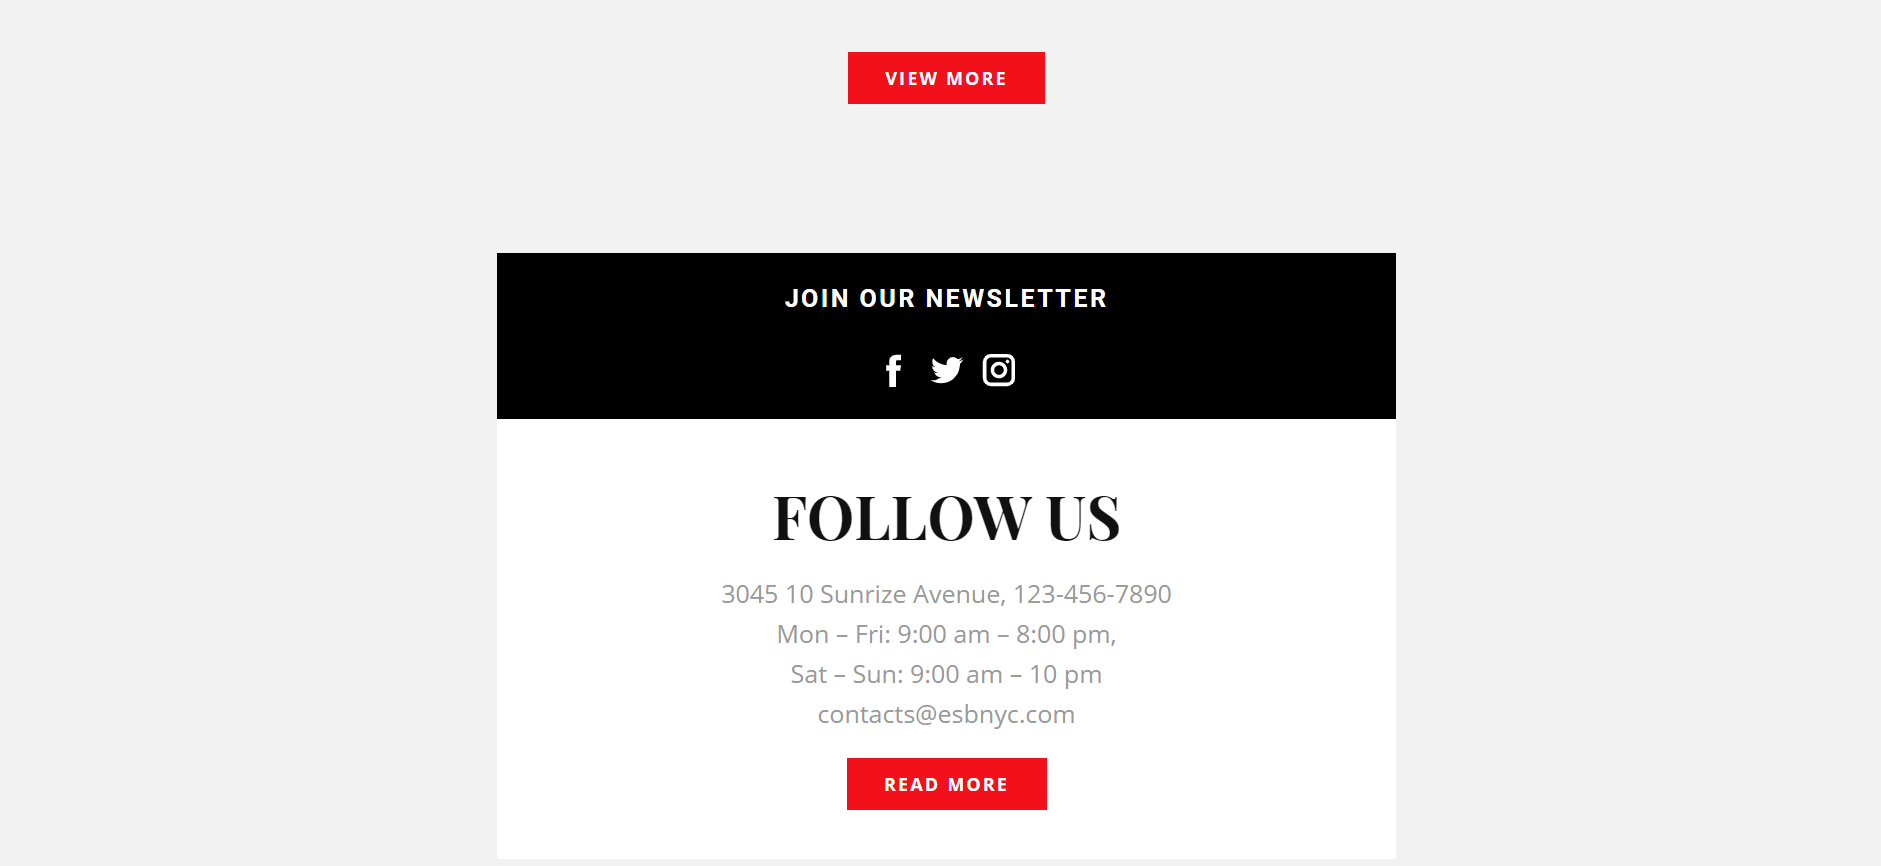 VIEW MORE
JOIN OUR NEWSLETTER
FOLLOW US
3045 10 Sunrize Avenue, 123-456-7890
Mon – Fri: 9:00 am – 8:00 pm,
Sat – Sun: 9:00 am – 10 pm
contacts@esbnyc.com
READ MORE